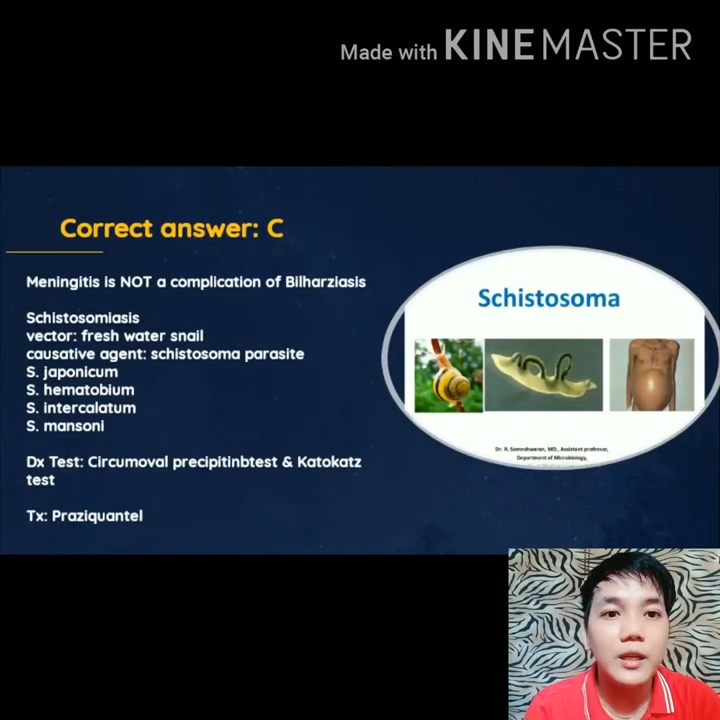 Made with KINEMASTER
Correct answer: C
Meningitis is NOT a complication of Bilharziasis
Schistosomiasis
vector: fresh water snail
causative agent: schistosoma parasite
S. japonicum
S. hematobium
S. intercalatum
S. mansoni
Dx Test: Circumoval precipitinbtest & Katokatz
test
Tx: Praziquantel
Schistosoma
Dr. R. Someshwaran, MD., Assistant professor,
Department of Microbiology,